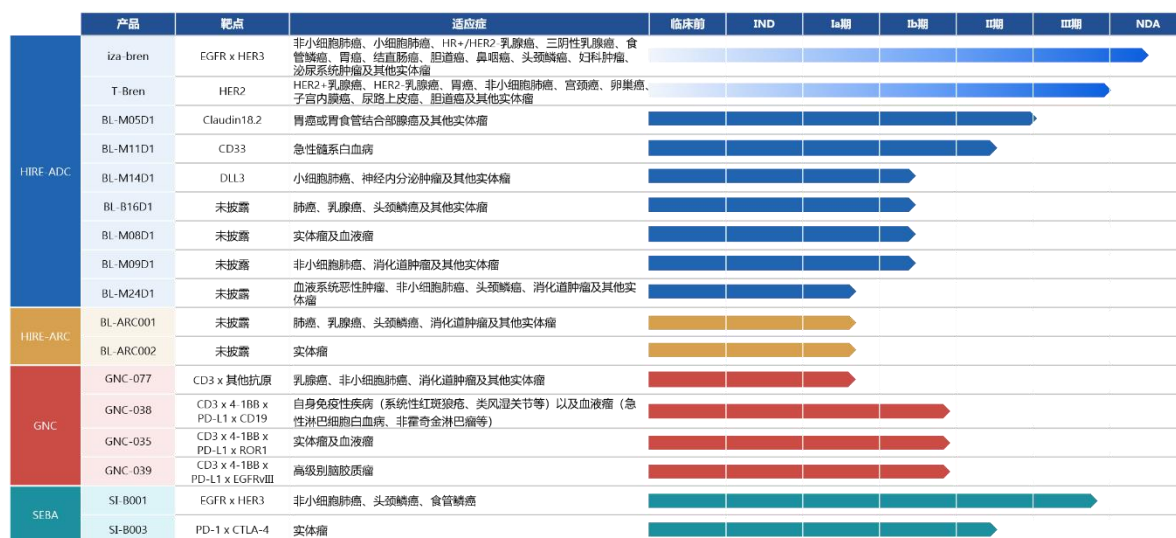 产品 靶点 适应症 临床前 IND Ia期 Ib期 II期 III期 NDA
HIRE-ADC
iza-bren EGFR x HER3 非小细胞肺癌、小细胞肺癌、HR+/HER2-乳腺癌、三阴性乳腺癌、食
管鳞癌、胃癌、结直肠癌、胆道癌、鼻咽癌、头颈鳞癌、妇科肿瘤、
泌尿系统肿瘤及其他实体瘤
T-Bren HER2 HER2+乳腺癌、HER2-乳腺癌、胃癌、非小细胞肺癌、宫颈癌、卵巢癌、
子宫内膜癌、尿路上皮癌、胆道癌及其他实体瘤
BL-M05D1 Claudin18.2 胃癌或胃食管结合部腺癌及其他实体瘤
BL-M11D1 CD33 急性髓系白血病
BL-M14D1 DLL3 小细胞肺癌、神经内分泌肿瘤及其他实体瘤
BL-B16D1 未披露 肺癌、乳腺癌、头颈鳞癌及其他实体瘤
BL-M08D1 未披露 实体瘤及血液瘤
BL-M09D1 未披露 非小细胞肺癌、消化道肿瘤及其他实体瘤
BL-M24D1 未披露 血液系统恶性肿瘤、非小细胞肺癌、头颈鳞癌、消化道肿瘤及其他实
体瘤
HIRE-ARC
BL-ARC001 未披露 肺癌、乳腺癌、头颈鳞癌、消化道肿瘤及其他实体瘤
BL-ARC002 未披露 实体瘤
GNC
GNC-077 CD3 x 其他抗原 乳腺癌、非小细胞肺癌、消化道肿瘤及其他实体瘤
GNC-038 CD3 x 4-1BB x
PD-L1 x CD19 自身免疫性疾病（系统性红斑狼疮、类风湿关节等）以及血液瘤（急
性淋巴细胞白血病、非霍奇金淋巴瘤等）
GNC-035 CD3 x 4-1BB x
PD-L1 x ROR1 实体瘤及血液瘤
GNC-039 CD3 x 4-1BB x
PD-L1 x EGFRvIII 高级别脑胶质瘤
SEBA
SI-B001 EGFR x HER3 非小细胞肺癌、头颈鳞癌、食管鳞癌
SI-B003 PD-1 x CTLA-4 实体瘤